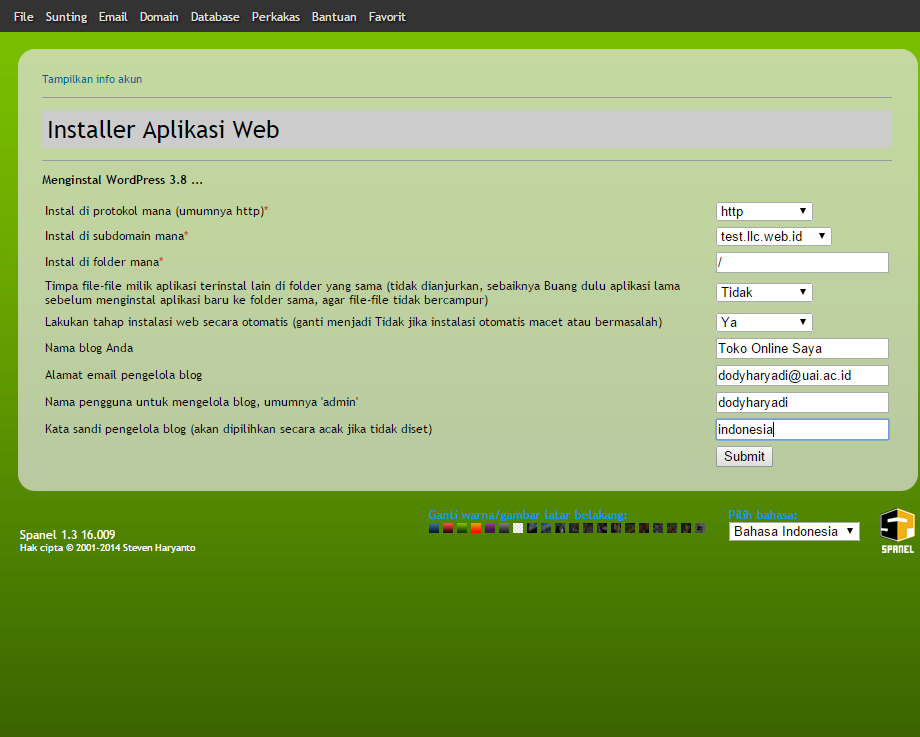 File Sunting Email Domain Database Perkakas Bantuan Favorit
Tampilkan info akun
Installer Aplikasi Web
Menginstal WordPress 3.8 ...
Instal di protokol mana (umumnya http)* http
Instal di subdomain mana* test.llc.web.id
Instal di folder mana* /
Timpa file-file milik aplikasi terinstal lain di folder yang sama (tidak dianjurkan, sebaiknya Buang dulu aplikasi lama
sebelum menginstal aplikasi baru ke folder sama, agar file-file tidak bercampur) Tidak
Lakukan tahap instalasi web secara otomatis (ganti menjadi Tidak jika instalasi otomatis macet atau bermasalah) Ya
Nama blog Anda Toko Online Saya
Alamat email pengelola blog dodyharyadi@uai.ac.id
Nama pengguna untuk mengelola blog, umumnya 'admin' dodyharyadi
Kata sandi pengelola blog (akan dipilihkan secara acak jika tidak diset) indonesia
Submit
Ganti warna/gambar latar belakang: Pilih bahasa:
Bahasa Indonesia
Spanel 1.3 16.009
Hak cipta © 2001-2014 Steven Haryanto
SPANEL